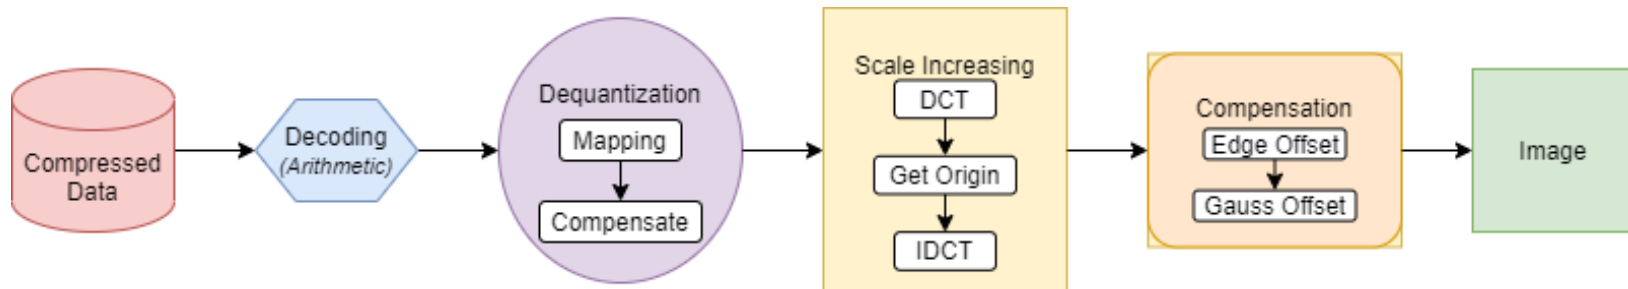 Compressed
Data
Decoding
(Arithmetic)
Dequantization
Mapping
Compensate
Scale Increasing
DCT
Get Origin
IDCT
Compensation
Edge Offset
Gauss Offset
Image